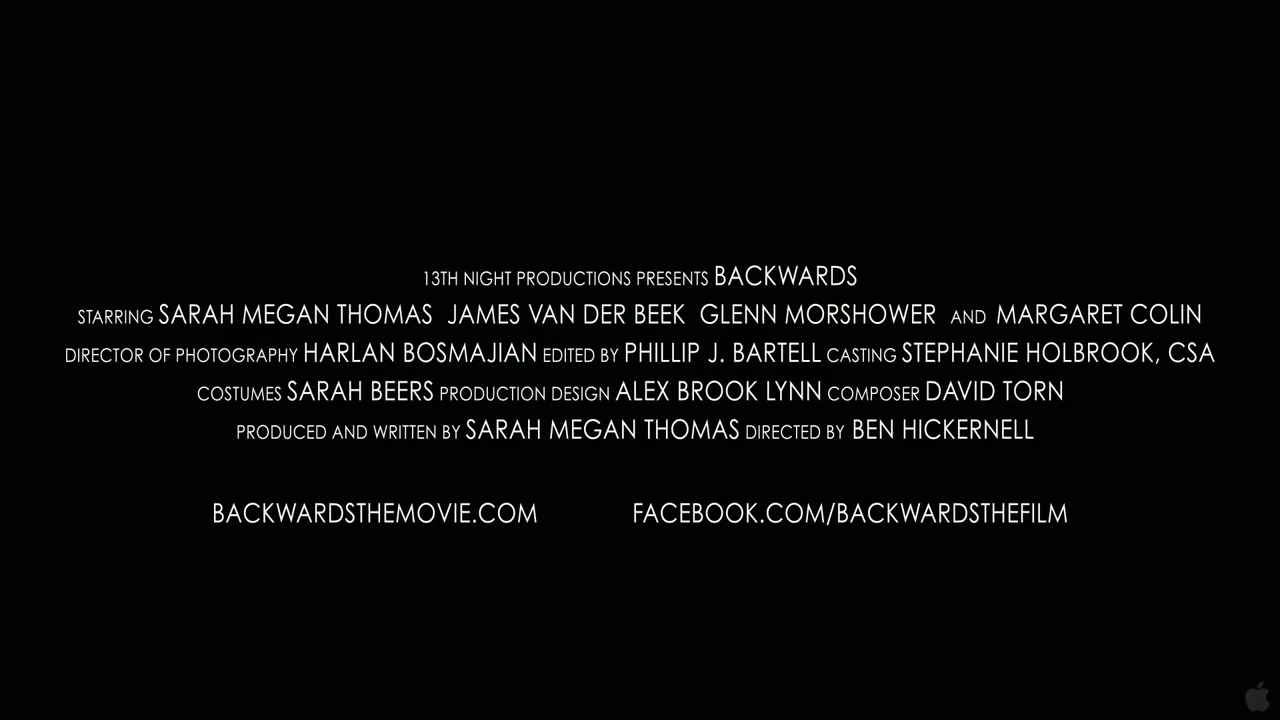 13TH NIGHT PRODUCTIONS PRESENTS BACKWARDS
STARRING SARAH MEGAN THOMAS JAMES VAN DER BEEK GLENN MORSHOWER AND MARGARET COLIN
DIRECTOR OF PHOTOGRAPHY HARLAN BOSMAJIAN EDITED BY PHILLIP J. BARTELL CASTING STEPHANIE HOLBROOK, CSA
COSTUMES SARAH BEERS PRODUCTION DESIGN ALEX BROOK LYNN COMPOSER DAVID TORN
PRODUCED AND WRITTEN BY SARAH MEGAN THOMAS DIRECTED BY BEN HICKERNELL
BACKWARDSTHEMOVIE.COM FACEBOOK.COM/BACKWARDSTHEFILM